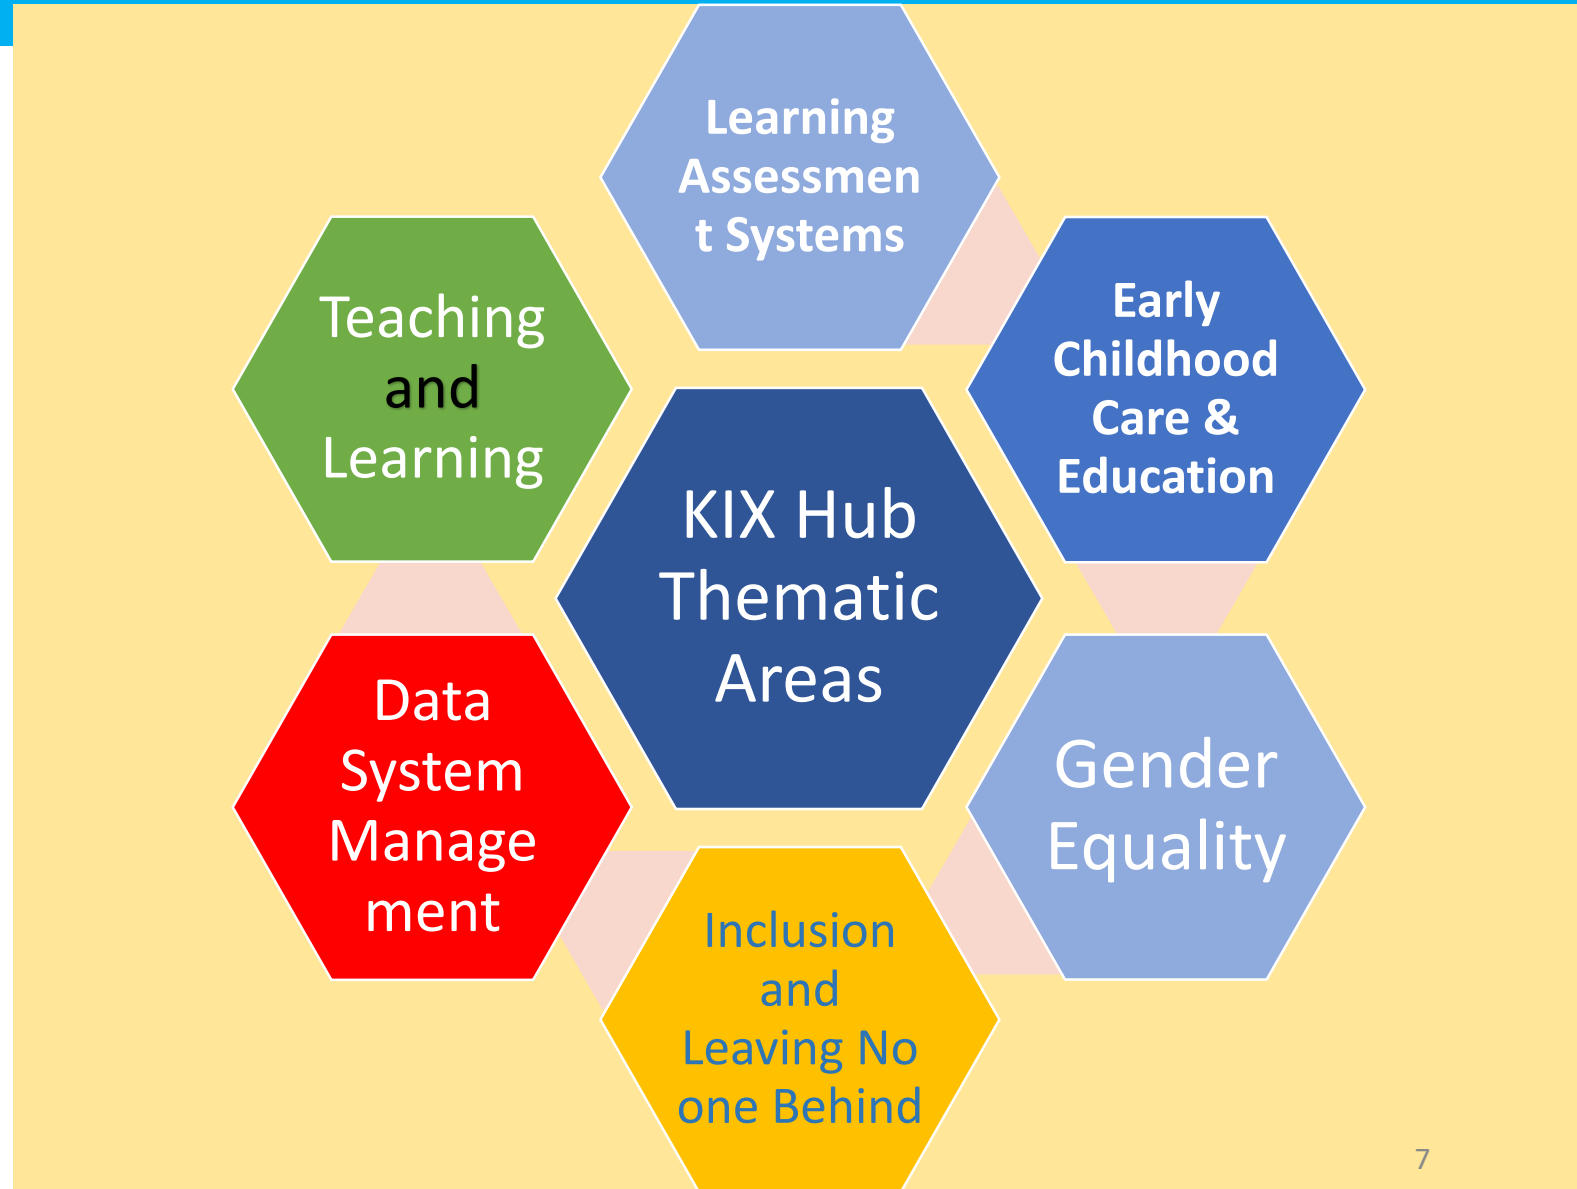 Learning
Assessmen
t Systems
Early
Childhood
Care &
Education
Teaching
and
Learning
KIX Hub
Thematic
Areas
Data
System
Manage
ment
Gender
Equality
Inclusion
and
Leaving No
one Behind
7